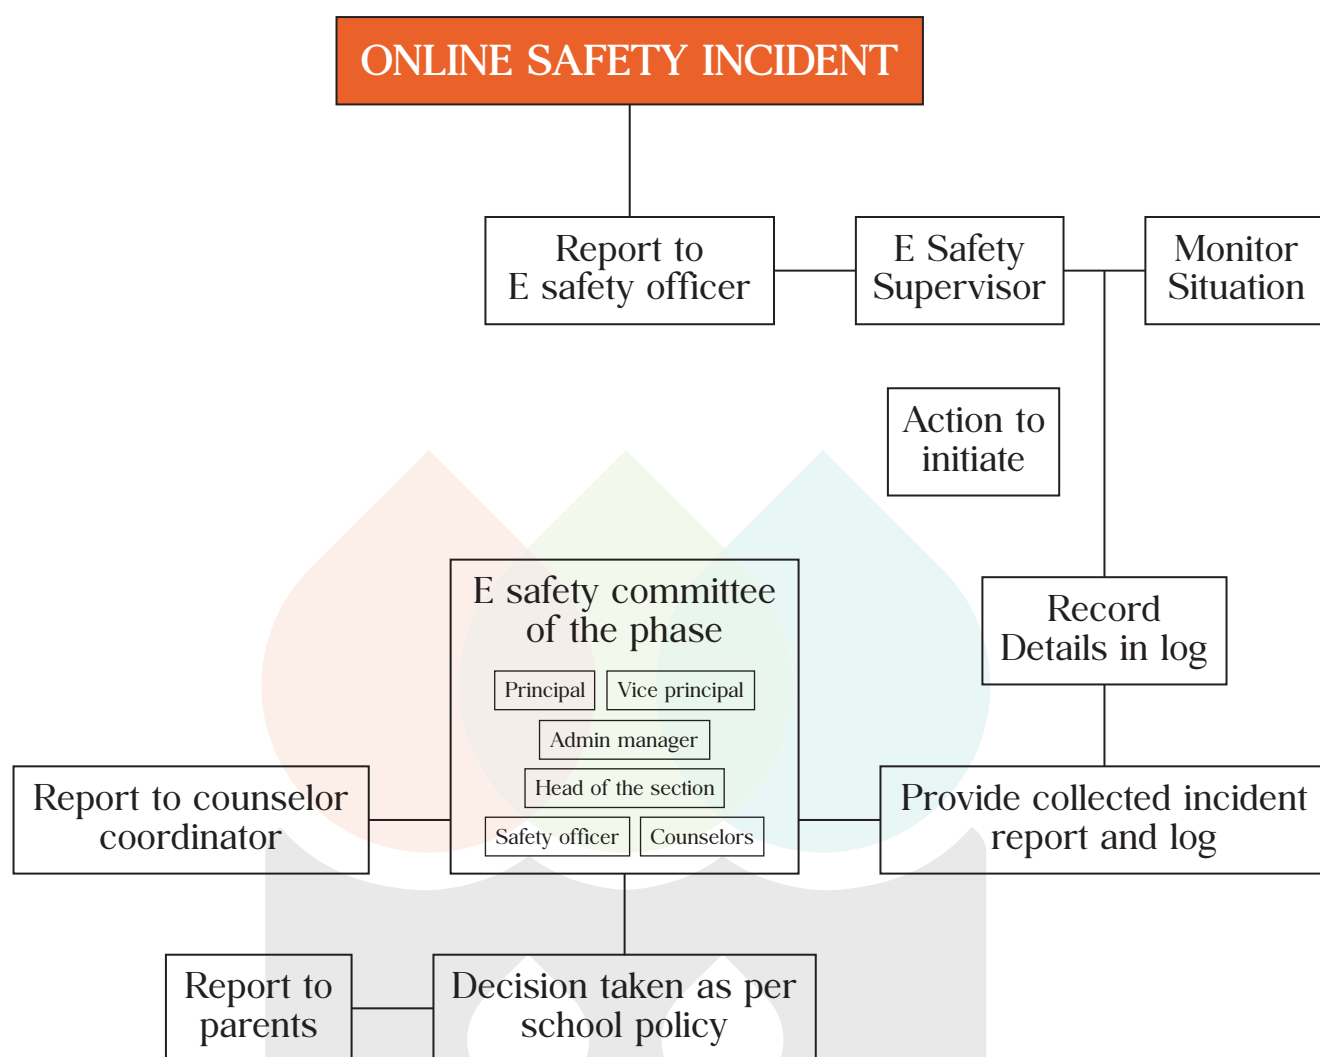 ONLINE SAFETY INCIDENT
Report to
E safety officer
E Safety
Supervisor
Monitor
Situation
Action to
initiate
Record
Details in log
E safety committee
of the phase
Principal
Vice principal
Admin manager
Head of the section
Safety officer
Counselors
Report to counselor
coordinator
Provide collected incident
report and log
Report to
parents
Decision taken as per
school policy